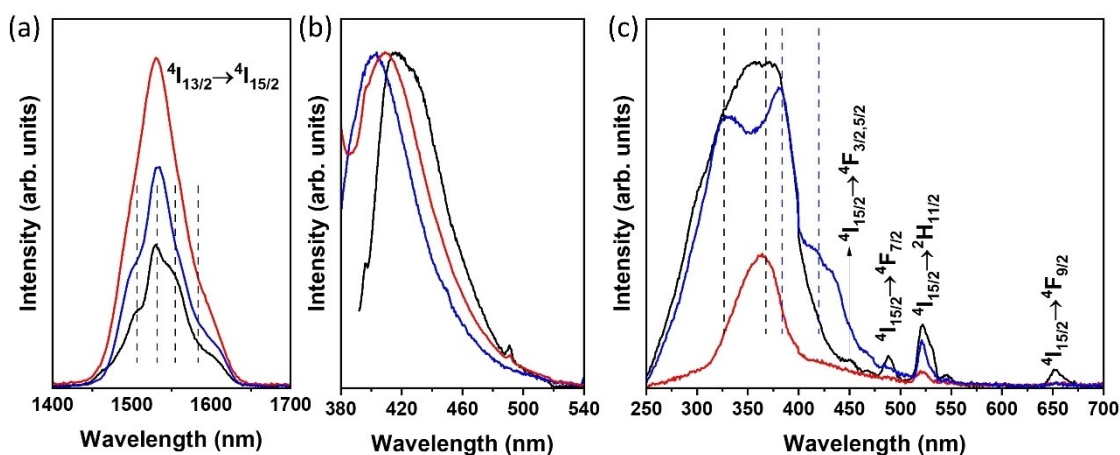 (a)
⁴I₁₃/₂→⁴I₁₅/₂
Intensity (arb. units)
1400 1500 1600 1700
Wavelength (nm)
(b)
Intensity (arb. units)
380 420 460 500 540
Wavelength (nm)
(c)
⁴I₁₅/₂→⁴F₃/₂,₅/₂
⁴I₁₅/₂→⁴F₇/₂
⁴I₁₅/₂→²H₁₁/₂
⁴I₁₅/₂→⁴F₉/₂
Intensity (arb. units)
250 300 350 400 450 500 550 600 650 700
Wavelength (nm)